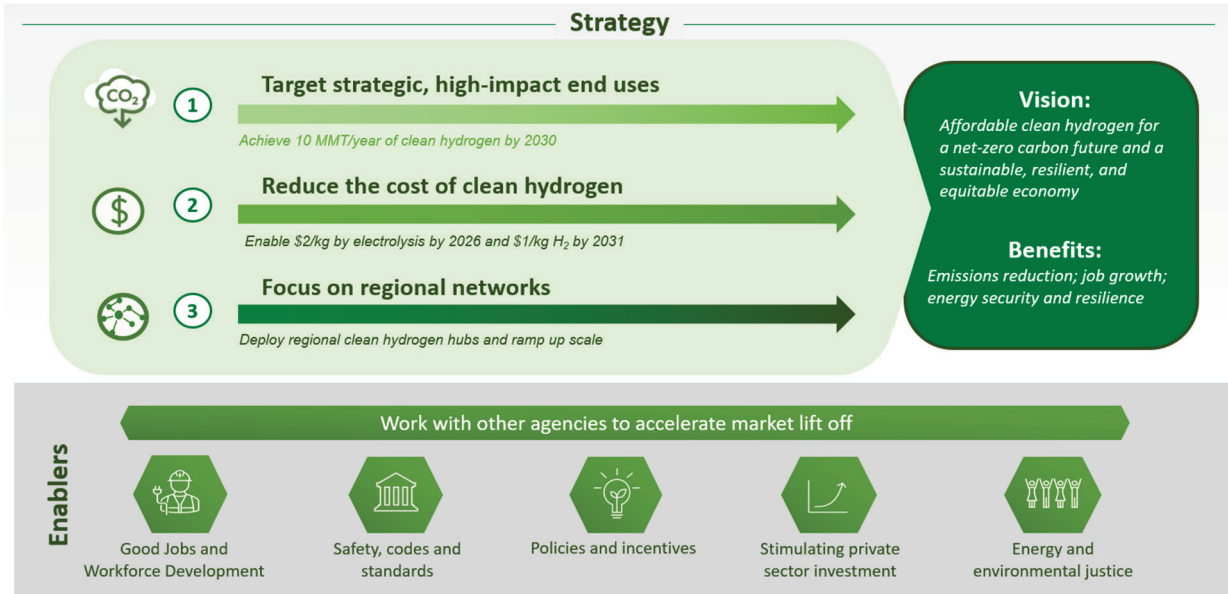 Strategy
CO2
1
Target strategic, high-impact end uses
Achieve 10 MMT/year of clean hydrogen by 2030
$
2
Reduce the cost of clean hydrogen
Enable $2/kg by electrolysis by 2026 and $1/kg H2 by 2031
3
Focus on regional networks
Deploy regional clean hydrogen hubs and ramp up scale
Vision:
Affordable clean hydrogen for
a net-zero carbon future and a
sustainable, resilient, and
equitable economy
Benefits:
Emissions reduction; job growth;
energy security and resilience
Enablers
Work with other agencies to accelerate market lift off
Good Jobs and
Workforce Development
Safety, codes and
standards
Policies and incentives
Stimulating private
sector investment
Energy and
environmental justice